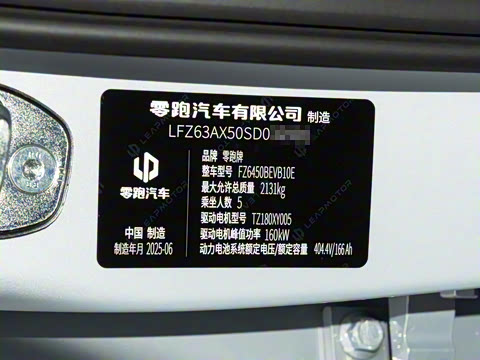 零跑汽车有限公司 制造
LFZ63AX50SD0
零跑汽车
中国 制造
制造年月 2025-06
品牌 零跑牌
整车型号 FZ6450BEVB10E
最大允许总质量 2131kg
乘坐人数 5
驱动电机型号 TZ180XY005
驱动电机峰值功率 160kW
动力电池系统额定电压/额定容量 404.4V/166Ah